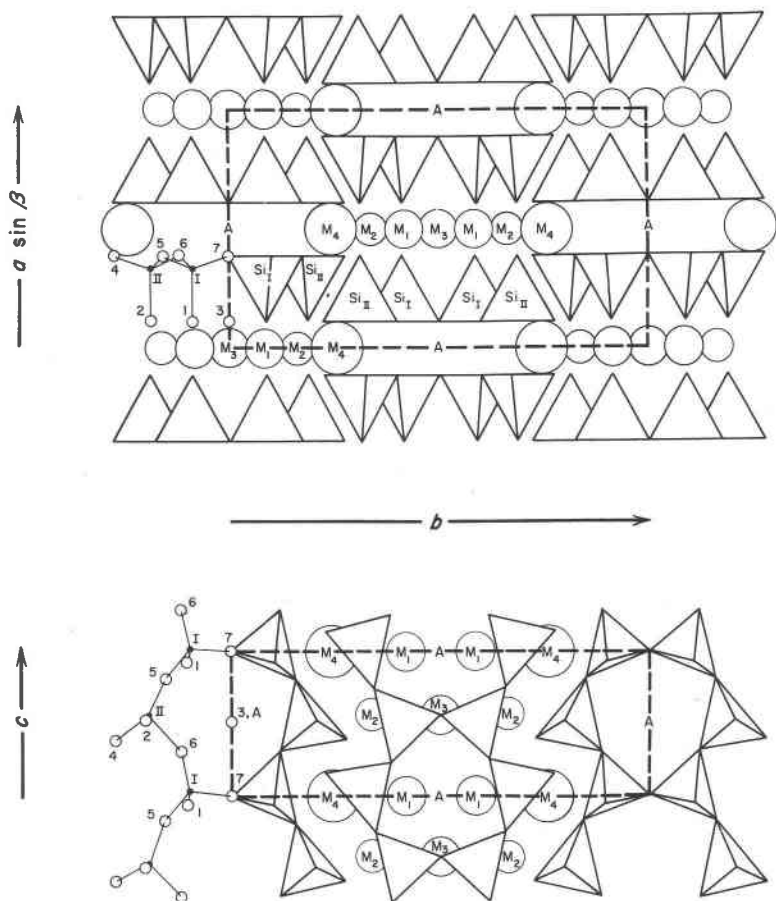 A
a sin β
A A
M₄ M₂ M₁ M₃ M₁ M₂ M₄
5 6
4 7
II I
Si_I Si_II
Si_II Si_I Si_I Si_II
2 1 3
M₃ M₁ M₂ M₄ A
b
6
I 7
M₄ M₁ A M₁ M₄
1
5
c
II
3,A M₂ M₃ M₂ A
2
4
6
I 7
M₄ M₁ A M₁ M₄
1
5
M₂ M₃ M₂